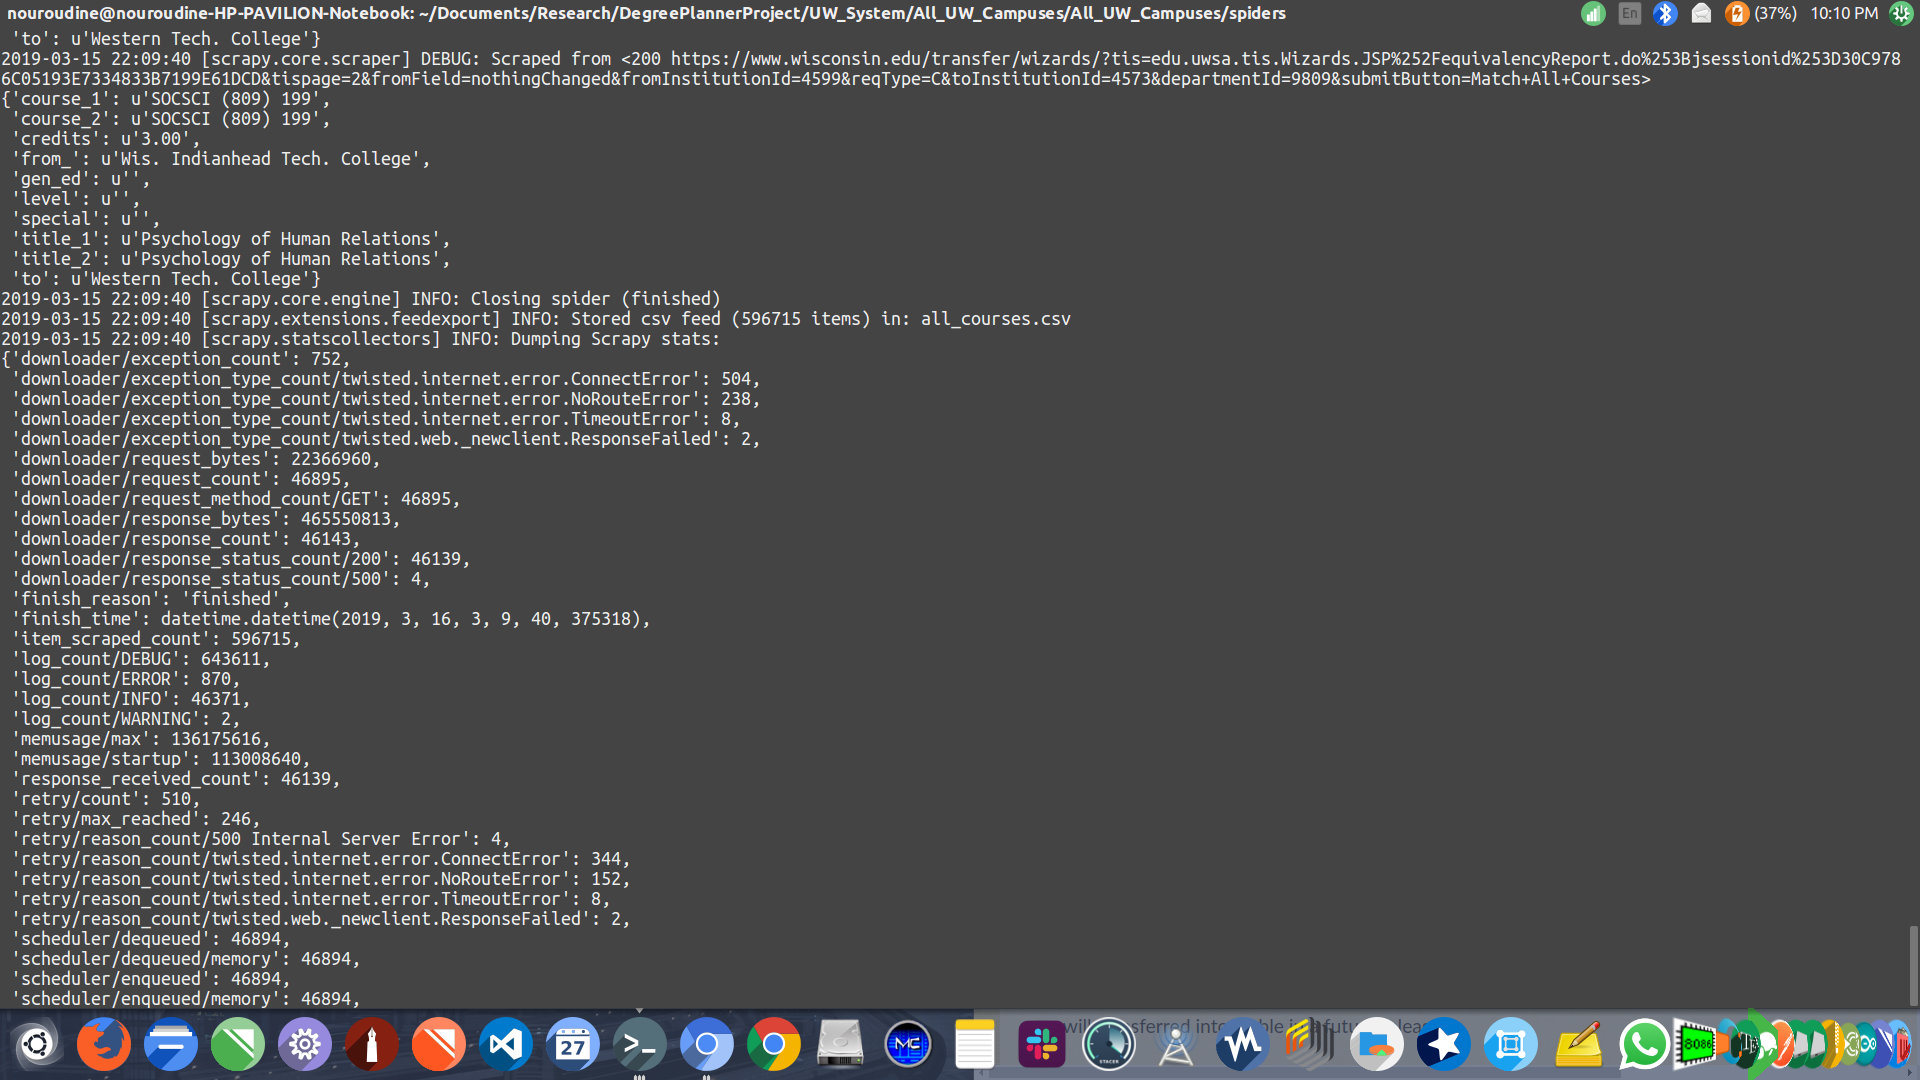 nouroudine@nouroudine-HP-PAVILION-Notebook: ~/Documents/Research/DegreePlannerProject/UW_System/All_UW_Campuses/All_UW_Campuses/spiders
En
(37%)
10:10 PM
'to': u'Western Tech. College'}
2019-03-15 22:09:40 [scrapy.core.scraper] DEBUG: Scraped from <200 https://www.wisconsin.edu/transfer/wizards/?tis=edu.uwsa.tis.Wizards.JSP%252FequivalencyReport.do%253Bjsessionid%253D30C978
6C05193E7334833B7199E61DCD&tispage=2&fromField=nothingChanged&fromInstitutionId=4599&reqType=C&toInstitutionId=4573&departmentId=9809&submitButton=Match+All+Courses>
{'course_1': u'SOCSCI (809) 199',
'course_2': u'SOCSCI (809) 199',
'credits': u'3.00',
'from_': u'Wis. Indianhead Tech. College',
'gen_ed': u'',
'level': u'',
'special': u'',
'title_1': u'Psychology of Human Relations',
'title_2': u'Psychology of Human Relations',
'to': u'Western Tech. College'}
2019-03-15 22:09:40 [scrapy.core.engine] INFO: Closing spider (finished)
2019-03-15 22:09:40 [scrapy.extensions.feedexport] INFO: Stored csv feed (596715 items) in: all_courses.csv
2019-03-15 22:09:40 [scrapy.statscollectors] INFO: Dumping Scrapy stats:
{'downloader/exception_count': 752,
'downloader/exception_type_count/twisted.internet.error.ConnectError': 504,
'downloader/exception_type_count/twisted.internet.error.NoRouteError': 238,
'downloader/exception_type_count/twisted.internet.error.TimeoutError': 8,
'downloader/exception_type_count/twisted.web._newclient.ResponseFailed': 2,
'downloader/request_bytes': 22366960,
'downloader/request_count': 46895,
'downloader/request_method_count/GET': 46895,
'downloader/response_bytes': 465550813,
'downloader/response_count': 46143,
'downloader/response_status_count/200': 46139,
'downloader/response_status_count/500': 4,
'finish_reason': 'finished',
'finish_time': datetime.datetime(2019, 3, 16, 3, 9, 40, 375318),
'item_scraped_count': 596715,
'log_count/DEBUG': 643611,
'log_count/ERROR': 870,
'log_count/INFO': 46371,
'log_count/WARNING': 2,
'memusage/max': 136175616,
'memusage/startup': 113008640,
'response_received_count': 46139,
'retry/count': 510,
'retry/max_reached': 246,
'retry/reason_count/500 Internal Server Error': 4,
'retry/reason_count/twisted.internet.error.ConnectError': 344,
'retry/reason_count/twisted.internet.error.NoRouteError': 152,
'retry/reason_count/twisted.internet.error.TimeoutError': 8,
'retry/reason_count/twisted.web._newclient.ResponseFailed': 2,
'scheduler/dequeued': 46894,
'scheduler/dequeued/memory': 46894,
'scheduler/enqueued': 46894,
'scheduler/enqueued/memory': 46894,
27
MC
STACER
8086